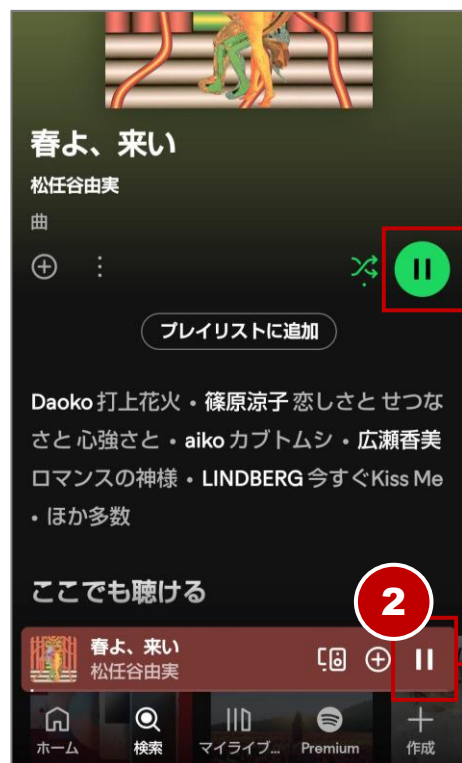 春よ、来い
松任谷由実
曲
プレイリストに追加
Daoko 打上花火 • 篠原涼子 恋しさと せつな
さと 心強さと • aiko カブトムシ • 広瀬香美
ロマンスの神様 • LINDBERG 今すぐKiss Me
• ほか多数
ここでも聴ける
2
春よ、来い
松任谷由実
ホーム 検索 マイライブ... Premium 作成